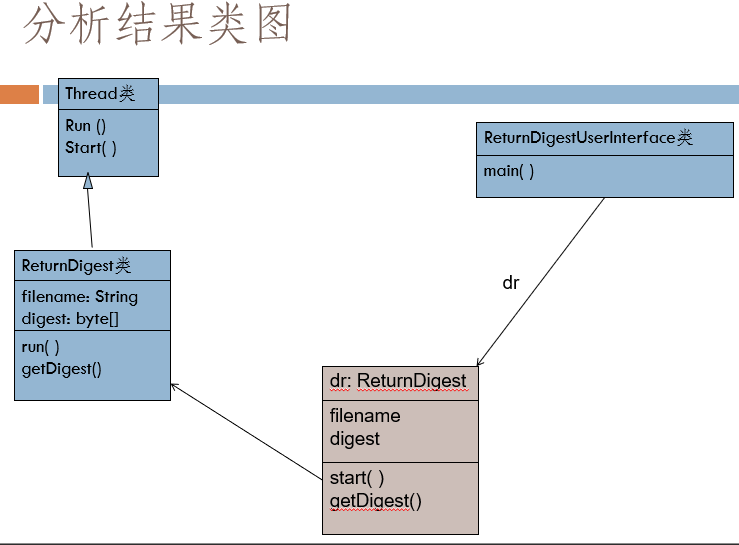 分析结果类图
Thread类
Run ()
Start( )
ReturnDigestUserInterface类
main( )
ReturnDigest类
filename: String
digest: byte[]
run( )
getDigest()
dr
dr: ReturnDigest
filename
digest
start( )
getDigest()